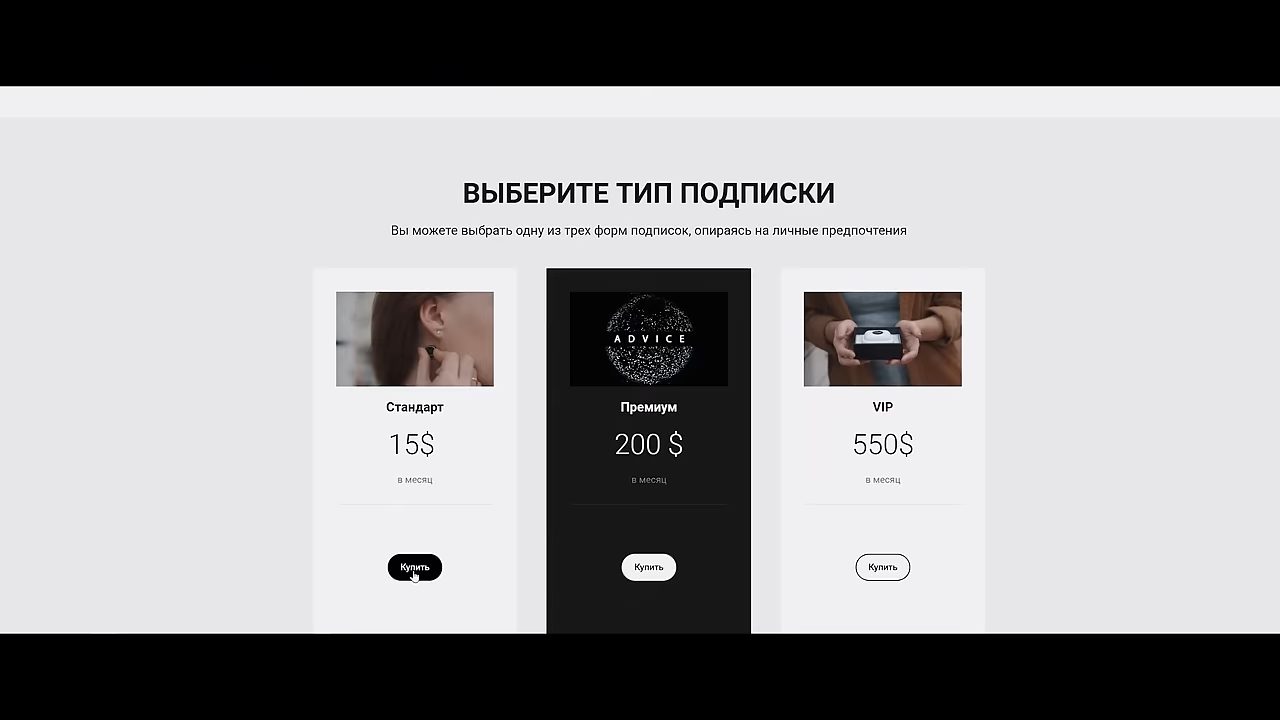 ВЫБЕРИТЕ ТИП ПОДПИСКИ
Вы можете выбрать одну из трех форм подписок, опираясь на личные предпочтения
ADVICE
Стандарт
15$
в месяц
Купить
Премиум
200 $
в месяц
Купить
VIP
550$
в месяц
Купить